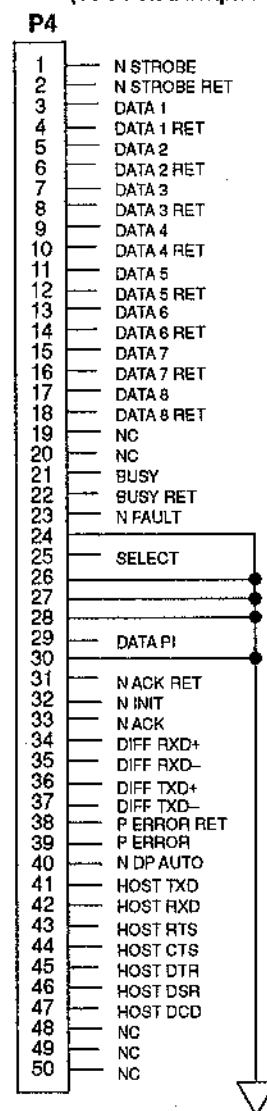 P4
1 N STROBE
2 N STROBE RET
3 DATA 1
4 DATA 1 RET
5 DATA 2
6 DATA 2 RET
7 DATA 3
8 DATA 3 RET
9 DATA 4
10 DATA 4 RET
11 DATA 5
12 DATA 5 RET
13 DATA 6
14 DATA 6 RET
15 DATA 7
16 DATA 7 RET
17 DATA 8
18 DATA 8 RET
19 NC
20 NC
21 BUSY
22 BUSY RET
23 N FAULT
24
25 SELECT
26
27
28
29 DATA PI
30
31 N ACK RET
32 N INIT
33 N ACK
34 DIFF RXD+
35 DIFF RXD–
36 DIFF TXD+
37 DIFF TXD–
38 P ERROR RET
39 P ERROR
40 N DP AUTO
41 HOST TXD
42 HOST RXD
43 HOST RTS
44 HOST CTS
45 HOST DTR
46 HOST DSR
47 HOST DCD
48 NC
49 NC
50 NC